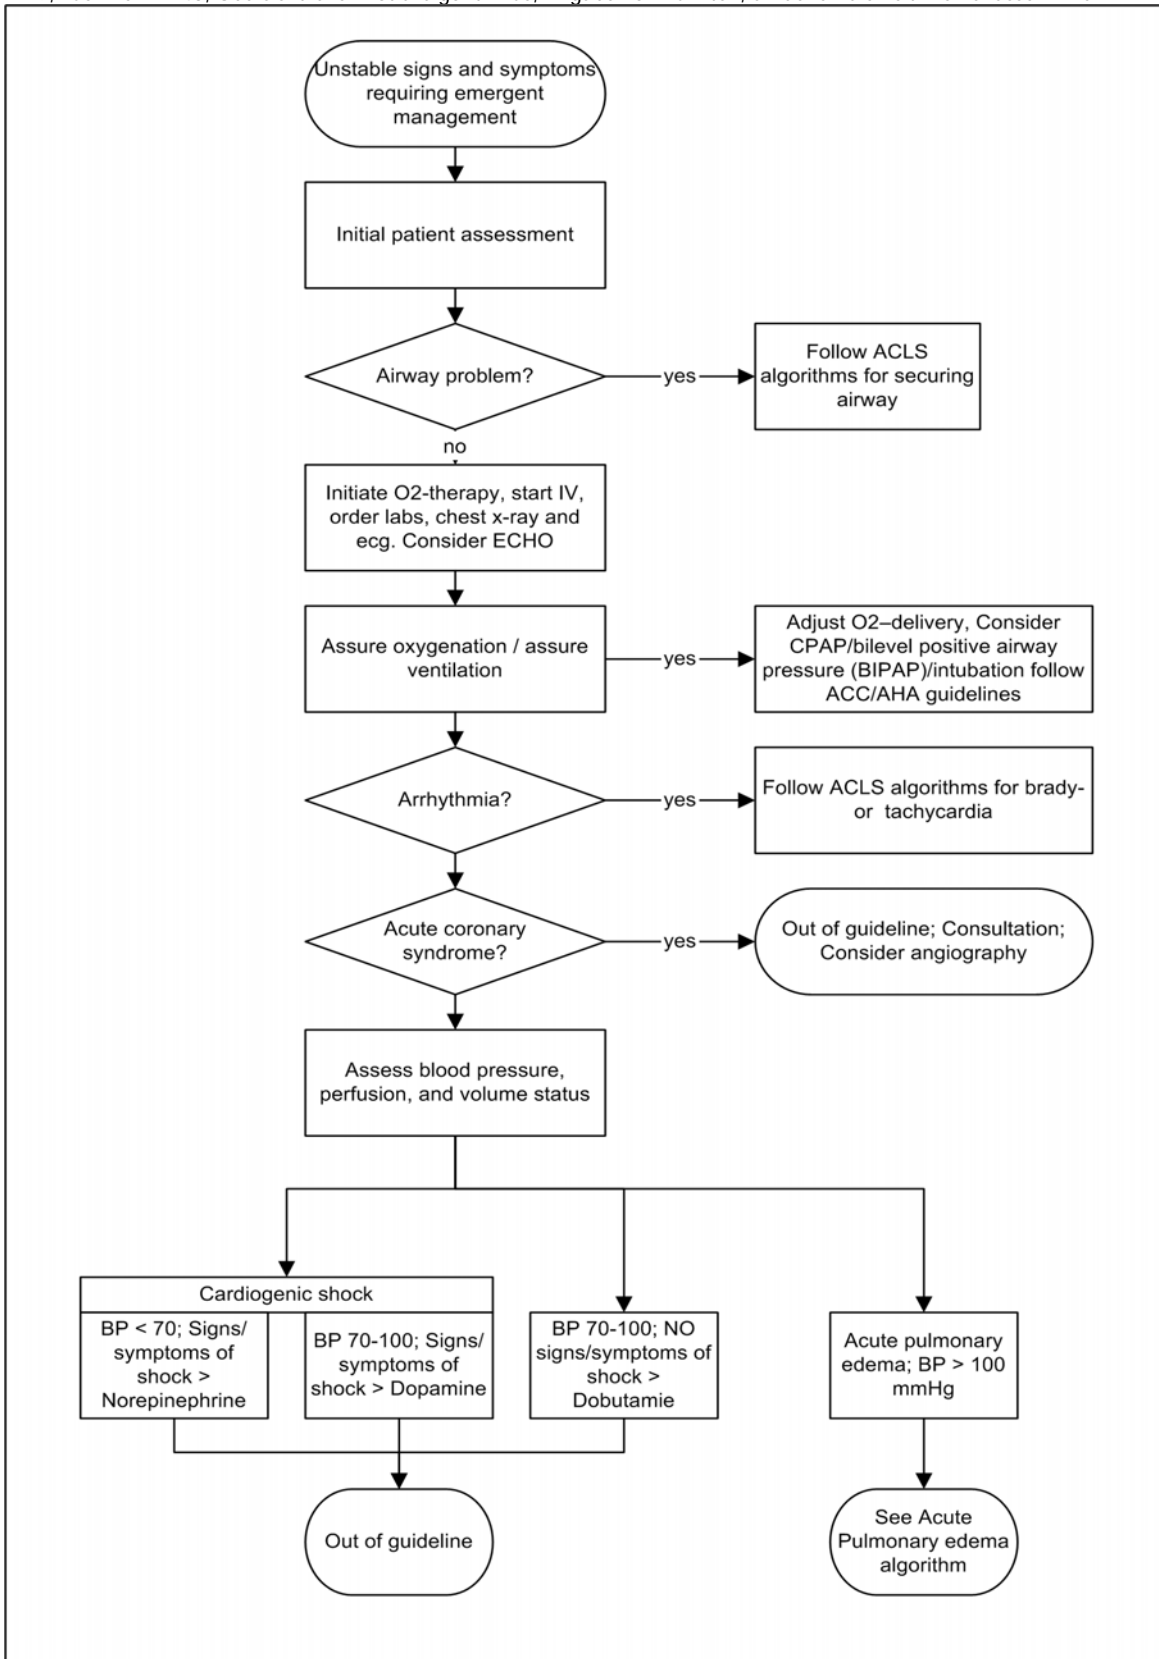 Unstable signs and symptoms
requiring emergent
management
Initial patient assessment
Airway problem?
yes
Follow ACLS
algorithms for securing
airway
no
Initiate O2-therapy, start IV,
order labs, chest x-ray and
ecg. Consider ECHO
Assure oxygenation / assure
ventilation
yes
Adjust O2–delivery, Consider
CPAP/bilevel positive airway
pressure (BIPAP)/intubation follow
ACC/AHA guidelines
Arrhythmia?
yes
Follow ACLS algorithms for brady-
or tachycardia
Acute coronary
syndrome?
yes
Out of guideline; Consultation;
Consider angiography
Assess blood pressure,
perfusion, and volume status
Cardiogenic shock
BP < 70; Signs/
symptoms of
shock >
Norepinephrine
BP 70-100; Signs/
symptoms of
shock > Dopamine
BP 70-100; NO
signs/symptoms of
shock >
Dobutamie
Acute pulmonary
edema; BP > 100
mmHg
Out of guideline
See Acute
Pulmonary edema
algorithm